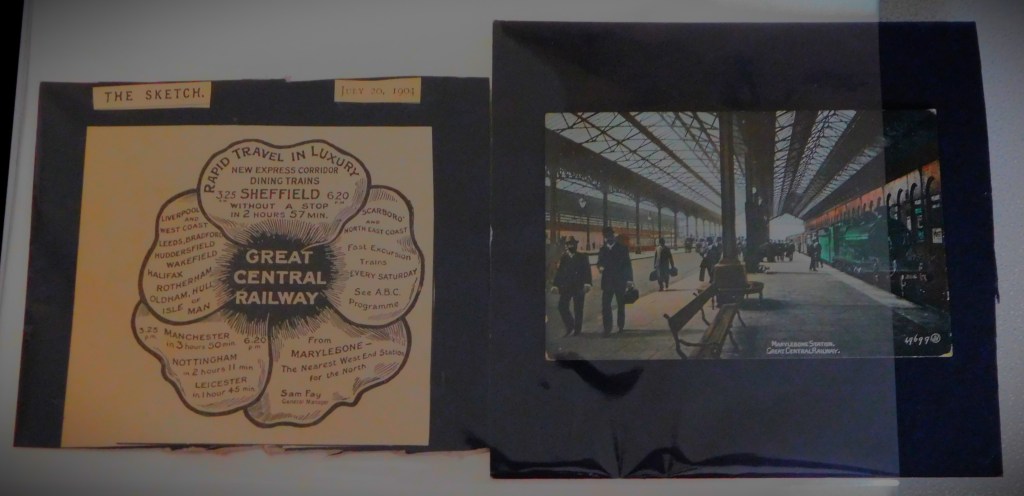 THE SKETCH.
JULY 20, 1904
RAPID TRAVEL IN LUXURY
NEW EXPRESS CORRIDOR
DINING TRAINS
3.25 SHEFFIELD 6.20
P.M.
WITHOUT A STOP
IN 2 HOURS 57 MIN.
LIVERPOOL
AND
WEST COAST
LEEDS, BRADFORD
HUDDERSFIELD
WAKEFIELD
HALIFAX
ROTHERHAM
OLDHAM, HULL
ISLE OF
MAN
SCARBORO'
AND
NORTH EAST COAST
Fast Excursion
Trains
EVERY SATURDAY
See A.B.C.
Programme
GREAT
CENTRAL
RAILWAY
3.25 MANCHESTER 6.20
P.M. in 3 hours 50 min. P.M.
NOTTINGHAM
in 2 hours 11 min.
LEICESTER
in 1 hour 45 min.
From
MARYLEBONE—
The Nearest West End Station
for the North
Sam Fay
General Manager
MARYLEBONE STATION.
GREAT CENTRAL RAILWAY.
49699